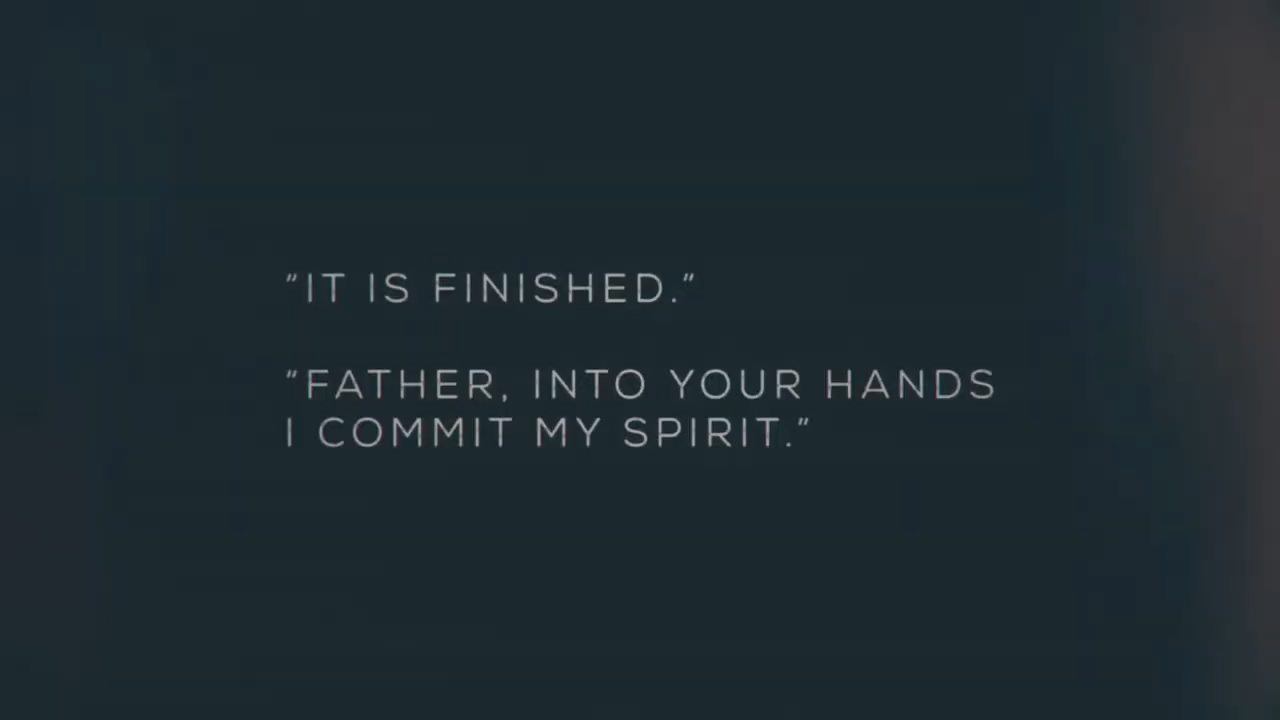 "IT IS FINISHED."
"FATHER, INTO YOUR HANDS
I COMMIT MY SPIRIT."